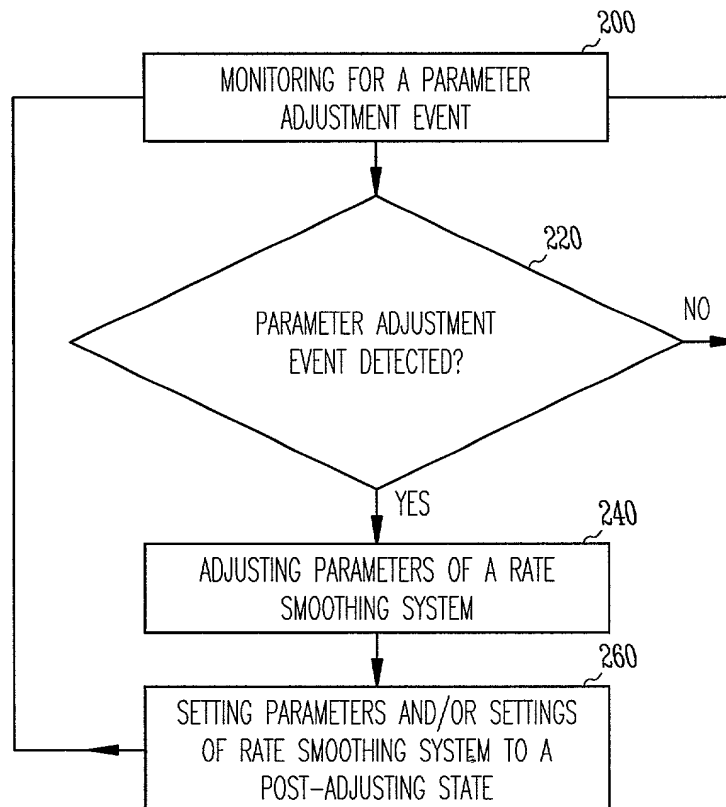 200
MONITORING FOR A PARAMETER
ADJUSTMENT EVENT
220
PARAMETER ADJUSTMENT
EVENT DETECTED?
NO
YES
240
ADJUSTING PARAMETERS OF A RATE
SMOOTHING SYSTEM
260
SETTING PARAMETERS AND/OR SETTINGS
OF RATE SMOOTHING SYSTEM TO A
POST-ADJUSTING STATE